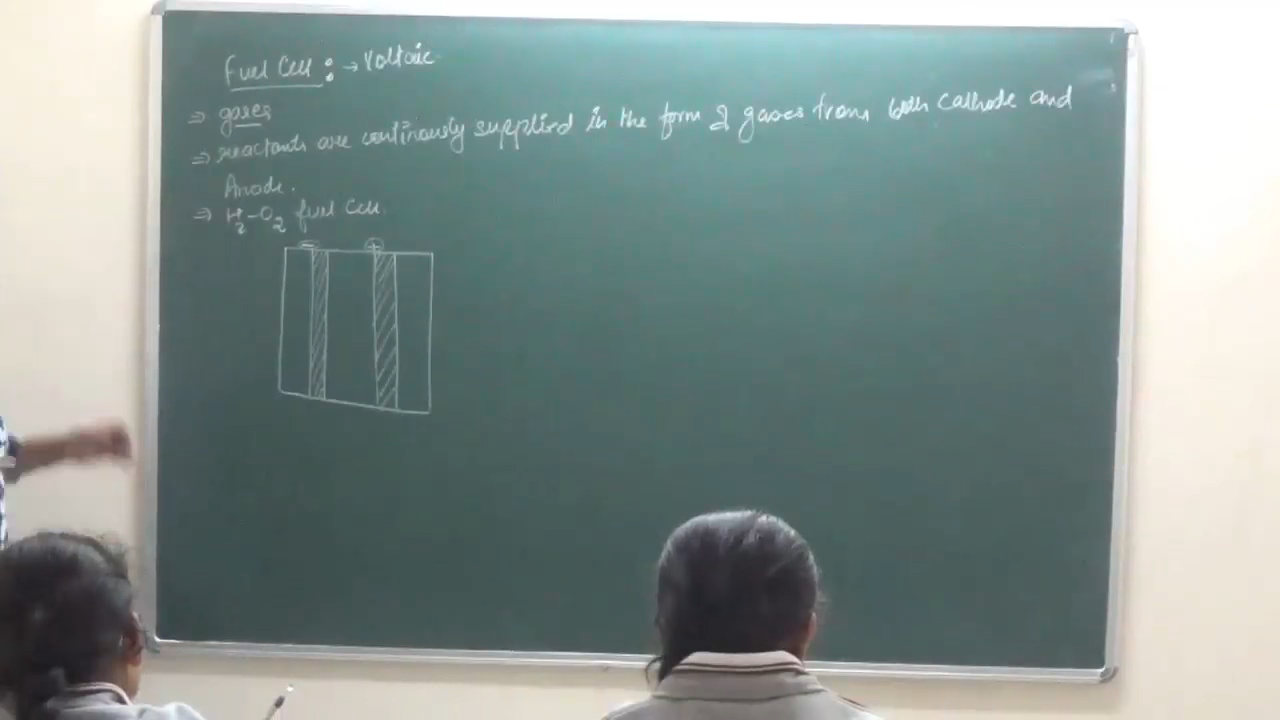 Fuel Cell : → Voltaic
⇒ gases
⇒ reactants are continously supplied in the form of gases from both cathode and
Anode.
⇒ H2-O2 fuel Cell.
− +